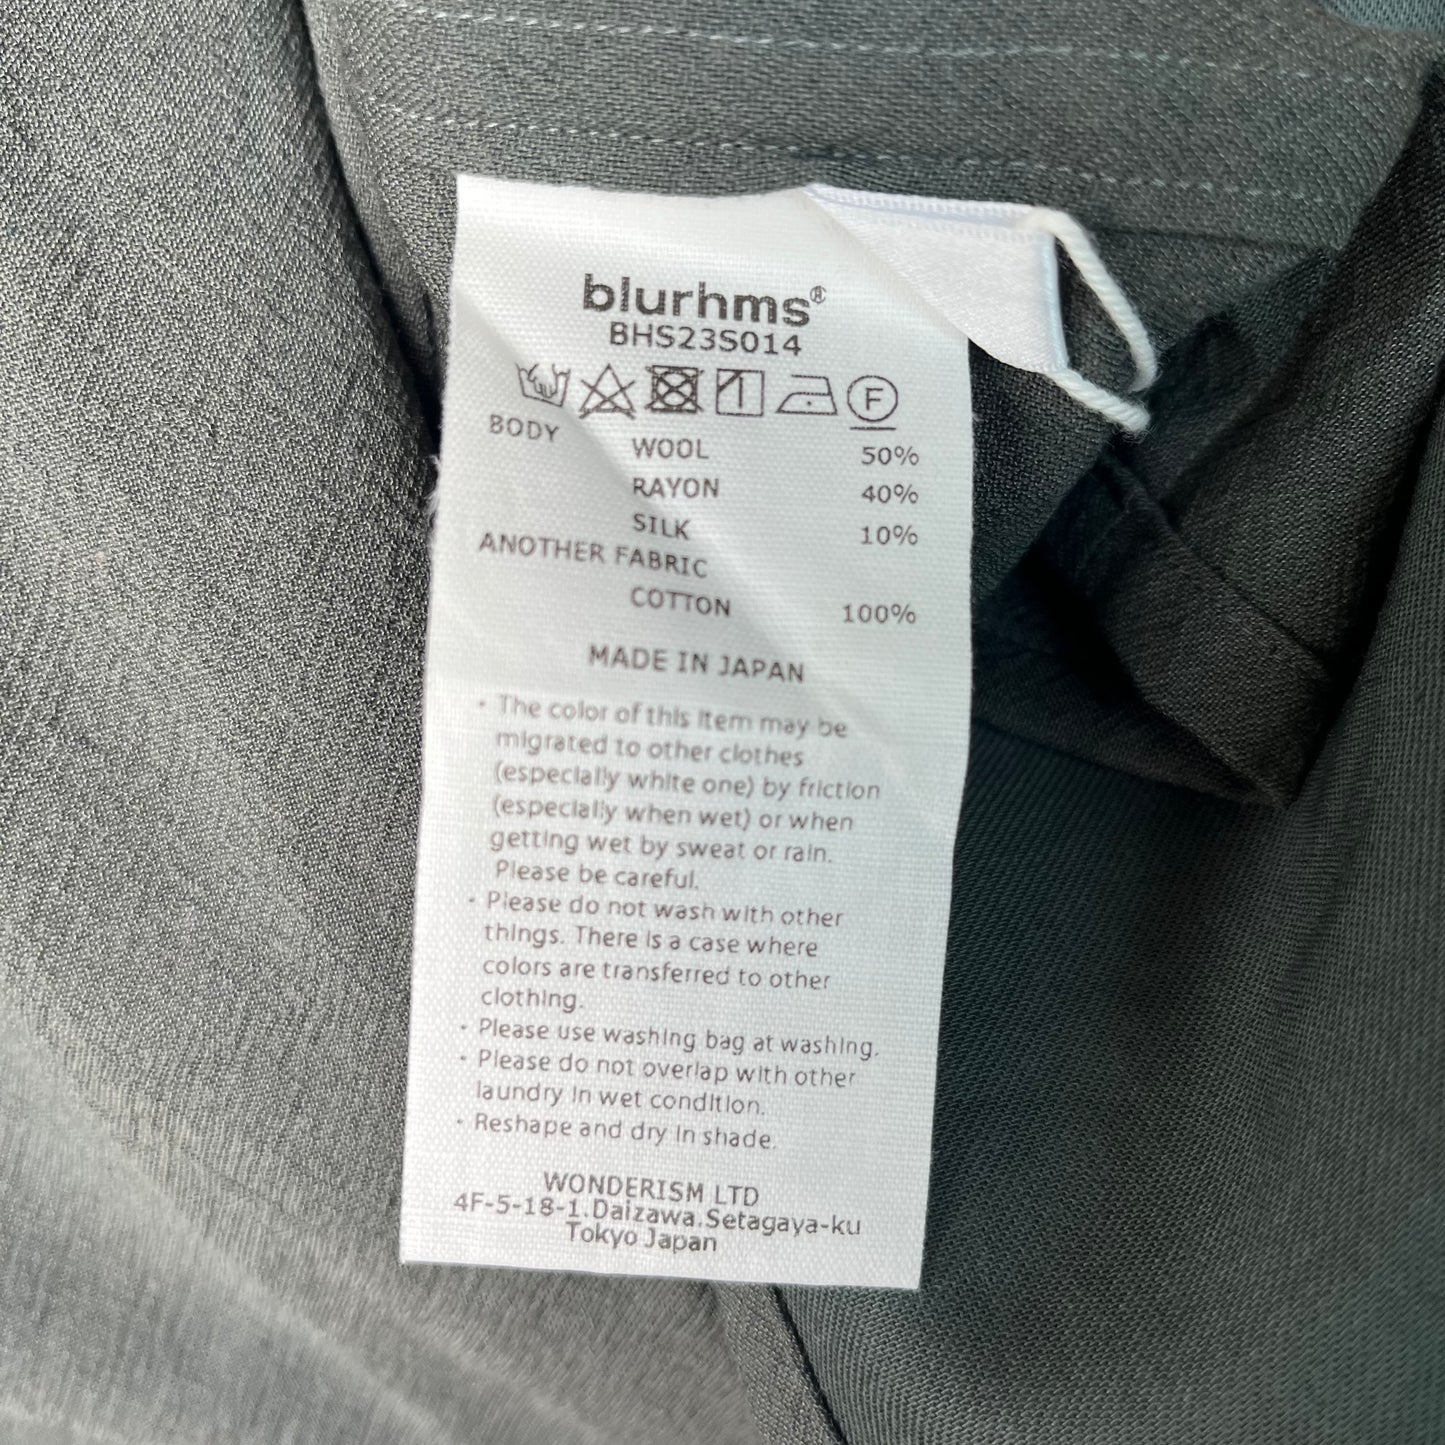 blurhms®
BHS23S014
F
BODY WOOL 50%
RAYON 40%
SILK 10%
ANOTHER FABRIC
COTTON 100%
MADE IN JAPAN
・The color of this item may be
migrated to other clothes
(especially white one) by friction
(especially when wet) or when
getting wet by sweat or rain.
Please be careful.
・Please do not wash with other
things. There is a case where
colors are transferred to other
clothing.
・Please use washing bag at washing.
・Please do not overlap with other
laundry in wet condition.
・Reshape and dry in shade.
WONDERISM LTD
4F-5-18-1.Daizawa.Setagaya-ku
Tokyo Japan